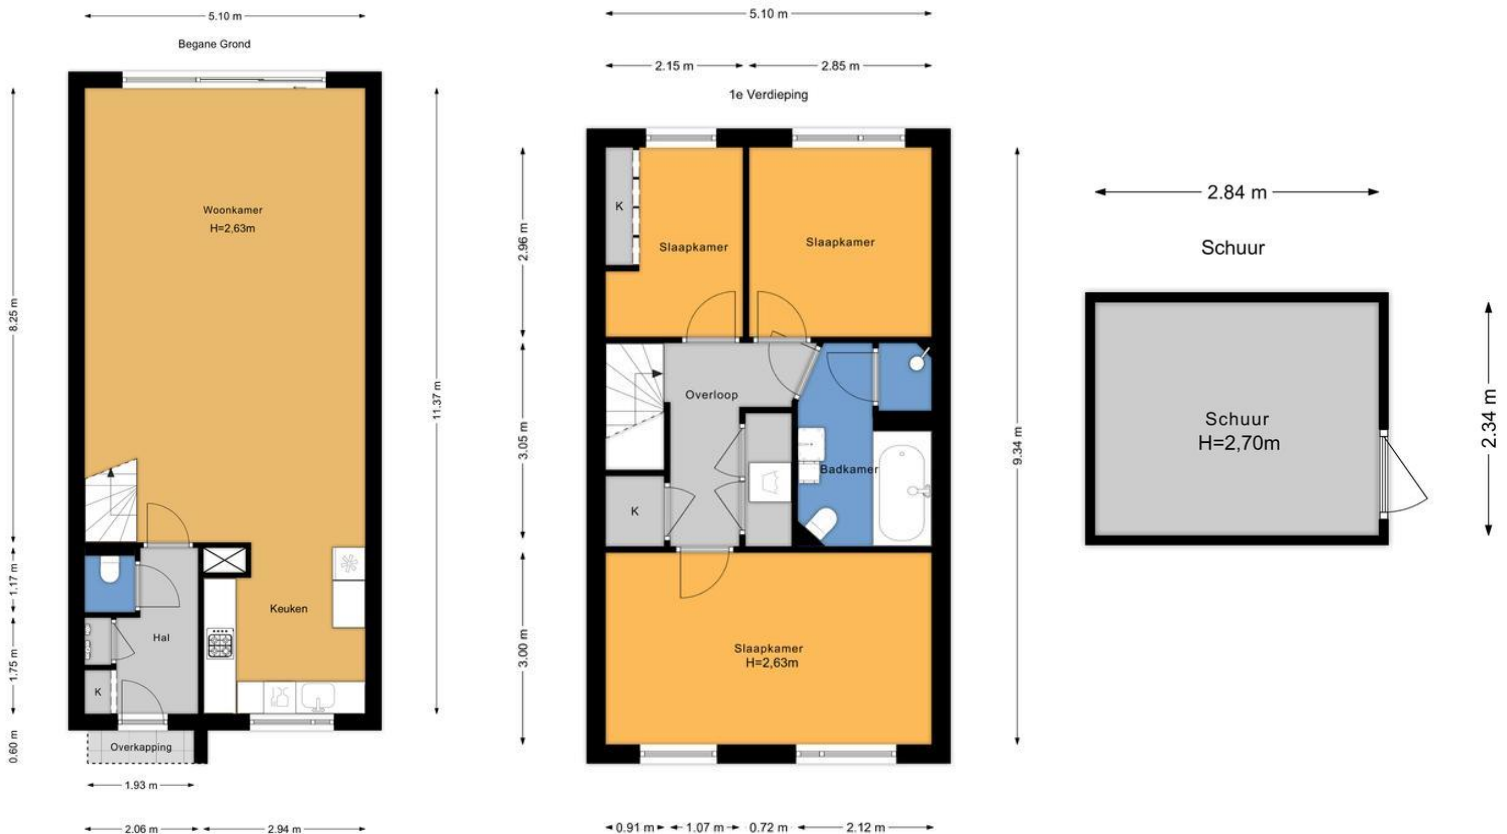 5.10 m
Begane Grond
8.25 m
11.37 m
1.17 m
1.75 m
0.60 m
Woonkamer
H=2,63m
Keuken
Hal
K
Overkapping
1.93 m
2.06 m
2.94 m
5.10 m
2.15 m
2.85 m
1e Verdieping
2.96 m
3.05 m
3.00 m
9.34 m
K
Slaapkamer
Slaapkamer
Overloop
Badkamer
K
Slaapkamer
H=2,63m
0.91 m
1.07 m
0.72 m
2.12 m
2.84 m
Schuur
Schuur
H=2,70m
2.34 m